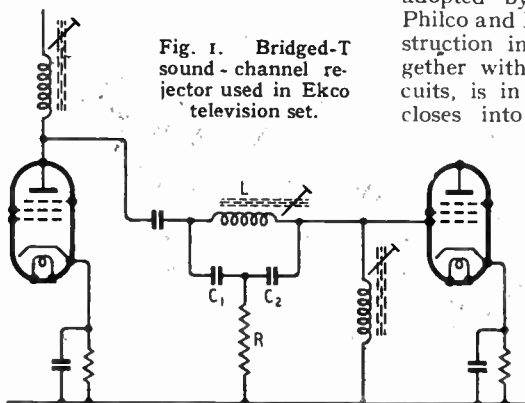 Fig. 1. Bridged-T
sound - channel re-
jector used in Ekco
television set.
adopted by
Philco and
struction in
gether with
cuits, is in
closes into
L
C1 C2
R